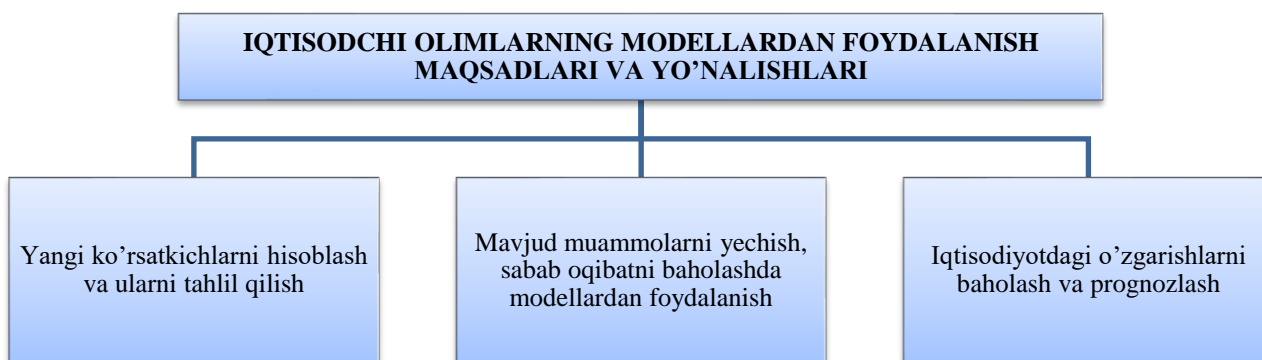 IQTISODCHI OLIMLARNING MODELLARDAN FOYDALANISH
MAQSADLARI VA YO’NALISHLARI
Yangi ko’rsatkichlarni hisoblash
va ularni tahlil qilish
Mavjud muammolarni yechish,
sabab oqibatni baholashda
modellardan foydalanish
Iqtisodiyotdagi o’zgarishlarni
baholash va prognozlash